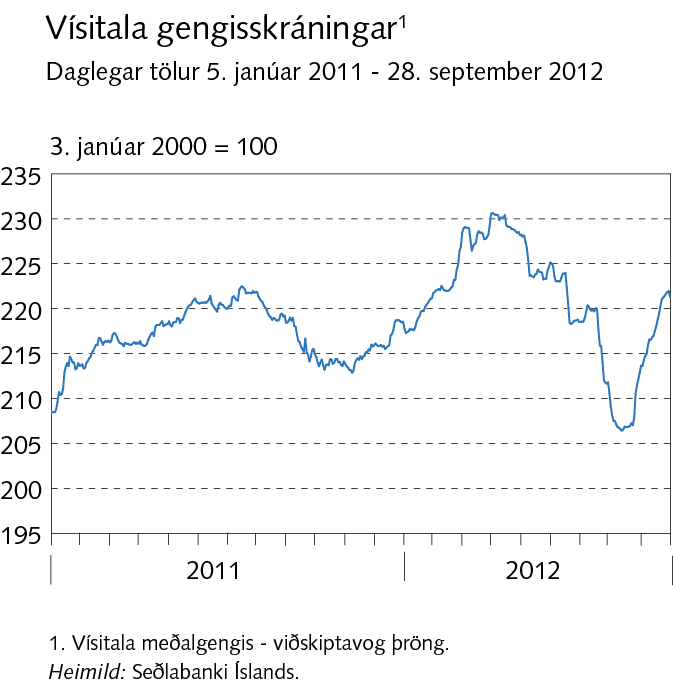 Vísitala gengisskráningar¹
Daglegar tölur 5. janúar 2011 - 28. september 2012
3. janúar 2000 = 100
235
230
225
220
215
210
205
200
195
2011 2012
1. Vísitala meðalgengis - viðskiptavog þröng.
Heimild: Seðlabanki Íslands.